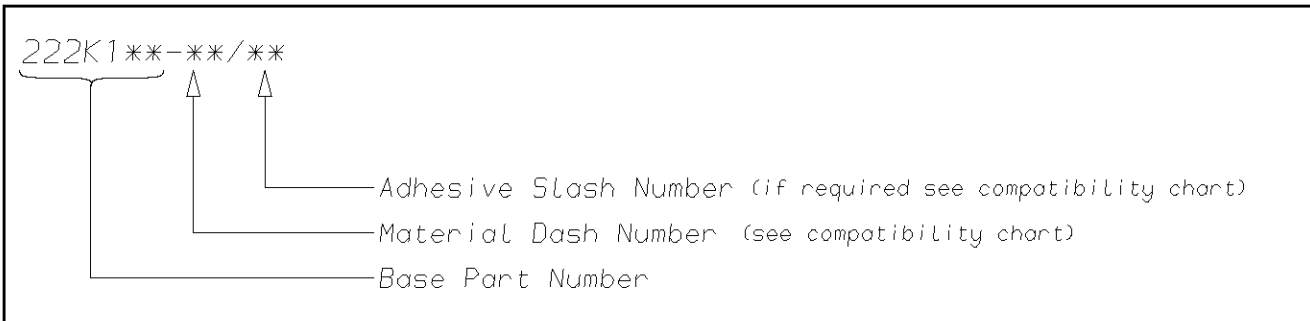 222K1**-**/**
Adhesive Slash Number (if required see compatibility chart)
Material Dash Number (see compatibility chart)
Base Part Number